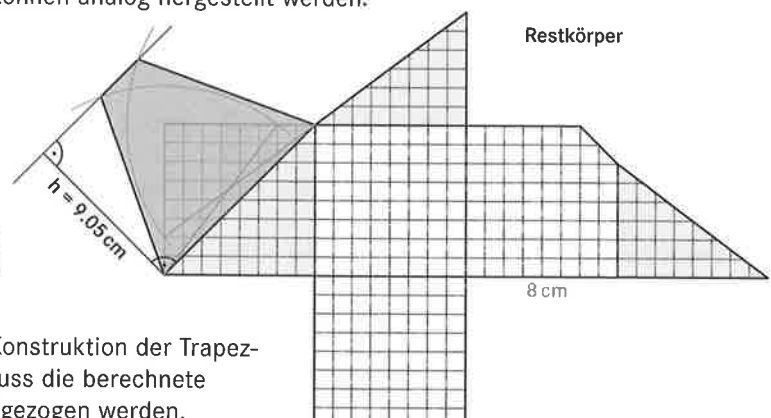 können analog hergestellt werden.
Restkörper
h = 9.05 cm
8 cm
Konstruktion der Trapez-
uss die berechnete
gezogen werden.